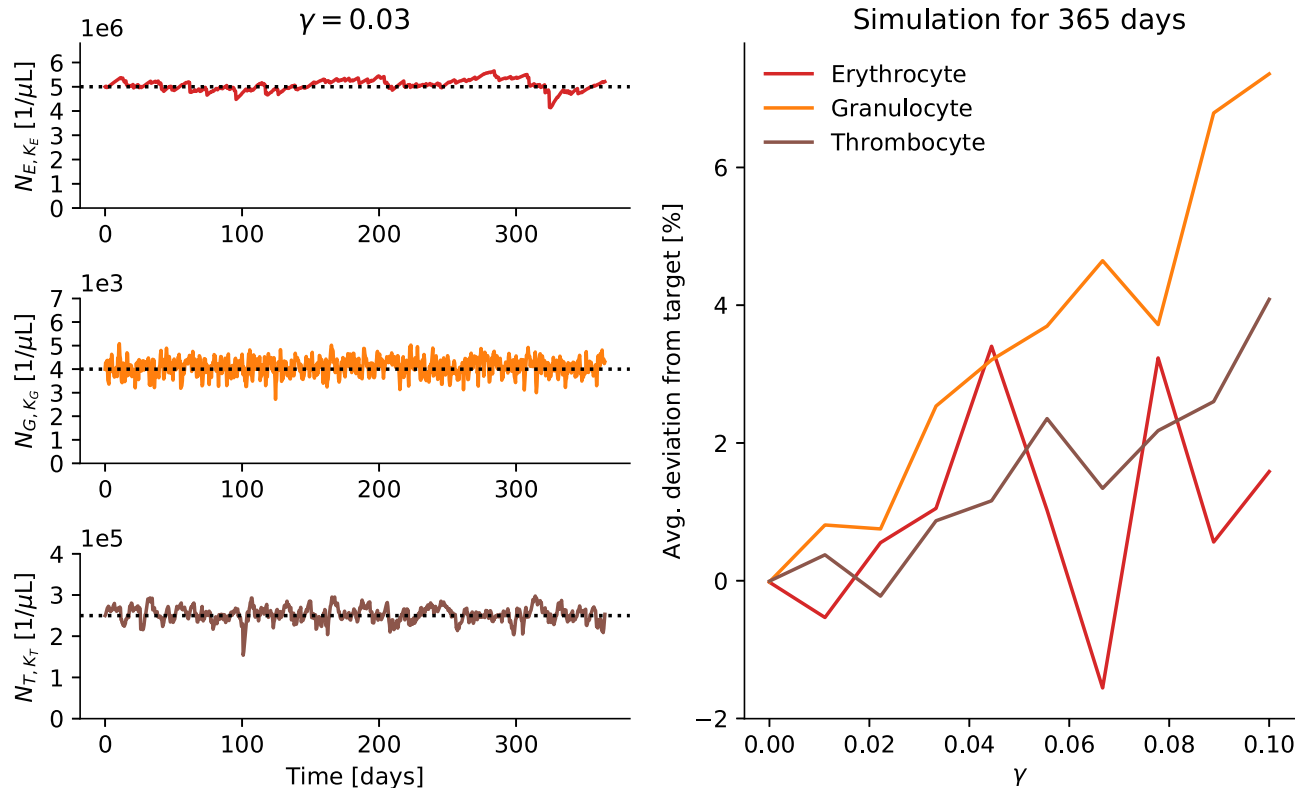 γ = 0.03
1e6
N_{E, K_E} [1/μL]
6
5
4
3
2
1
0
0 100 200 300
1e3
N_{G, K_G} [1/μL]
7
6
5
4
3
2
1
0
0 100 200 300
1e5
N_{T, K_T} [1/μL]
4
3
2
1
0
0 100 200 300
Time [days]
Simulation for 365 days
Erythrocyte
Granulocyte
Thrombocyte
Avg. deviation from target [%]
6
4
2
0
−2
0.00 0.02 0.04 0.06 0.08 0.10
γ